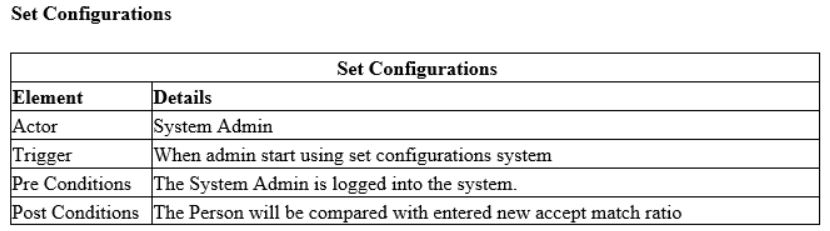 Set Configurations
Set Configurations
Element Details
Actor System Admin
Trigger When admin start using set configurations system
Pre Conditions The System Admin is logged into the system.
Post Conditions The Person will be compared with entered new accept match ratio